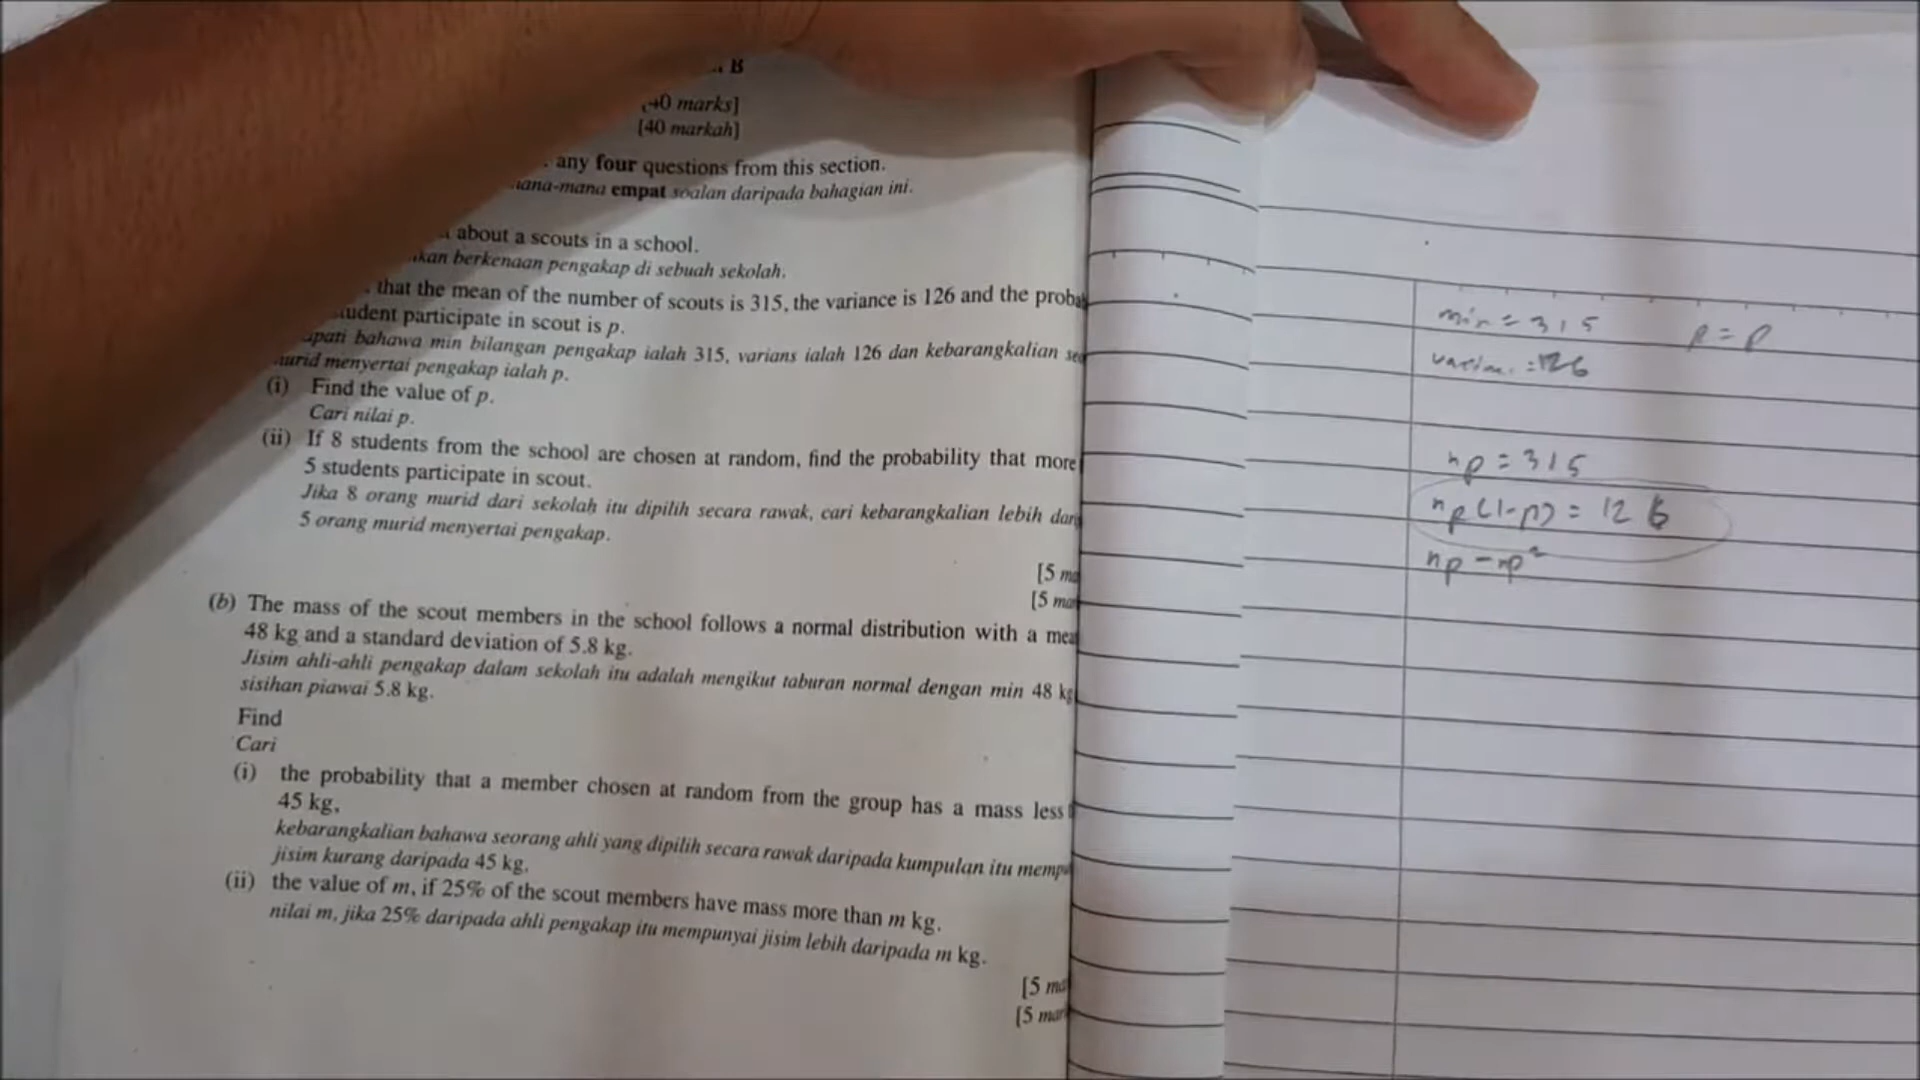 B
40 marks]
[40 markah]
any four questions from this section.
mana-mana empat soalan daripada bahagian ini.
about a scouts in a school.
berkenaan pengakap di sebuah sekolah.
that the mean of the number of scouts is 315, the variance is 126 and the
participate in scout is p.
bahawa min bilangan pengakap ialah 315, varians ialah 126 dan kebarangkalian
murid menyertai pengakap ialah p.
(i) Find the value of p.
Cari nilai p.
(ii) If 8 students from the school are chosen at random, find the probability that more
5 students participate in scout.
Jika 8 orang murid dari sekolah itu dipilih secara rawak, cari kebarangkalian lebih
5 orang murid menyertai pengakap.
[5
[5
(b) The mass of the scout members in the school follows a normal distribution with a
48 kg and a standard deviation of 5.8 kg.
Jisim ahli-ahli pengakap dalam sekolah itu adalah mengikut taburan normal dengan min 48 kg
sisihan piawai 5.8 kg.
Find
Cari
(i) the probability that a member chosen at random from the group has a mass less
45 kg,
kebarangkalian bahawa seorang ahli yang dipilih secara rawak daripada kumpulan itu
jisim kurang daripada 45 kg,
(ii) the value of m, if 25% of the scout members have mass more than m kg.
nilai m, jika 25% daripada ahli pengakap itu mempunyai jisim lebih daripada m kg.
[5
[5
min = 315
= 126
np = 315
np(1-p) = 126
np - np²